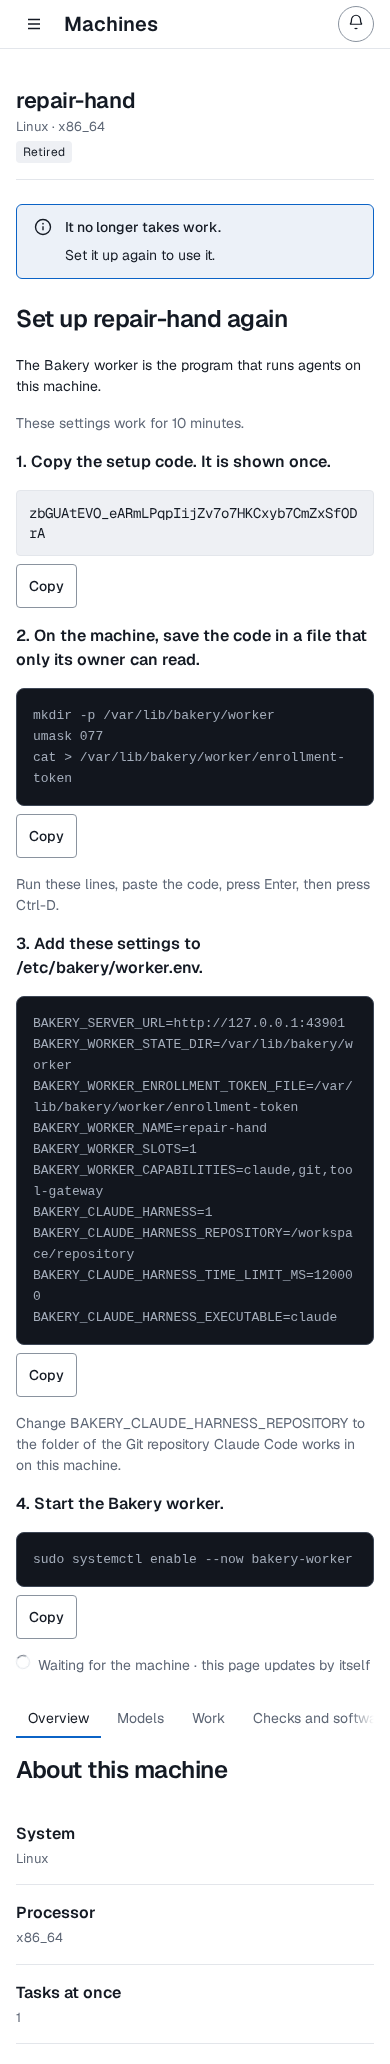 Machines
repair-hand
Linux · x86_64
Retired
It no longer takes work.
Set it up again to use it.
Set up repair-hand again
The Bakery worker is the program that runs agents on
this machine.
These settings work for 10 minutes.
1. Copy the setup code. It is shown once.
zbGUAtEVO_eARmLPqpIijZv7o7HKCxyb7CmZxSfOD
rA
Copy
2. On the machine, save the code in a file that
only its owner can read.
mkdir -p /var/lib/bakery/worker
umask 077
cat > /var/lib/bakery/worker/enrollment-
token
Copy
Run these lines, paste the code, press Enter, then press
Ctrl-D.
3. Add these settings to
/etc/bakery/worker.env.
BAKERY_SERVER_URL=http://127.0.0.1:43901
BAKERY_WORKER_STATE_DIR=/var/lib/bakery/w
orker
BAKERY_WORKER_ENROLLMENT_TOKEN_FILE=/var/
lib/bakery/worker/enrollment-token
BAKERY_WORKER_NAME=repair-hand
BAKERY_WORKER_SLOTS=1
BAKERY_WORKER_CAPABILITIES=claude,git,too
l-gateway
BAKERY_CLAUDE_HARNESS=1
BAKERY_CLAUDE_HARNESS_REPOSITORY=/workspa
ce/repository
BAKERY_CLAUDE_HARNESS_TIME_LIMIT_MS=12000
0
BAKERY_CLAUDE_HARNESS_EXECUTABLE=claude
Copy
Change BAKERY_CLAUDE_HARNESS_REPOSITORY to
the folder of the Git repository Claude Code works in
on this machine.
4. Start the Bakery worker.
sudo systemctl enable --now bakery-worker
Copy
Waiting for the machine · this page updates by itself
Overview Models Work Checks and softwa
About this machine
System
Linux
Processor
x86_64
Tasks at once
1